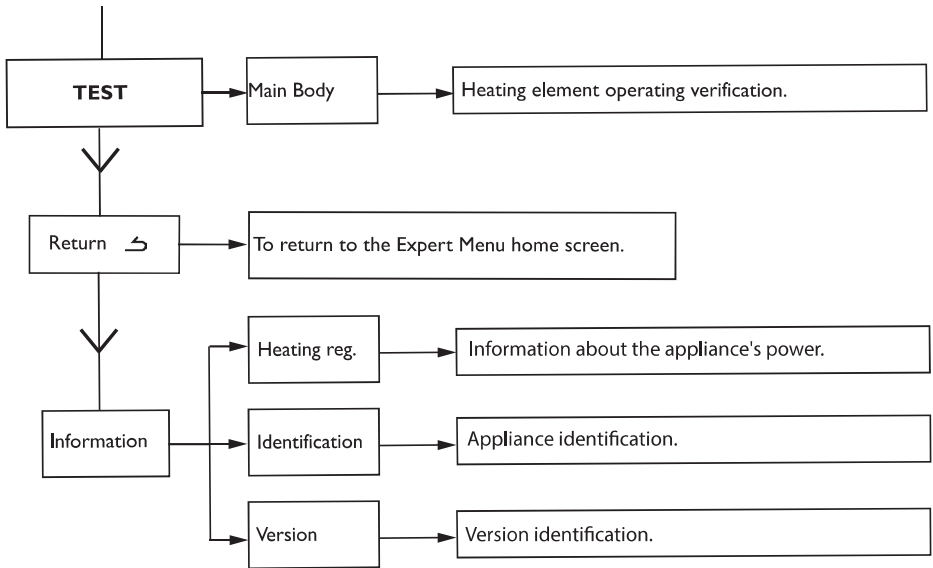 TEST
Main Body
Heating element operating verification.
Return
To return to the Expert Menu home screen.
Heating reg.
Information about the appliance's power.
Information
Identification
Appliance identification.
Version
Version identification.